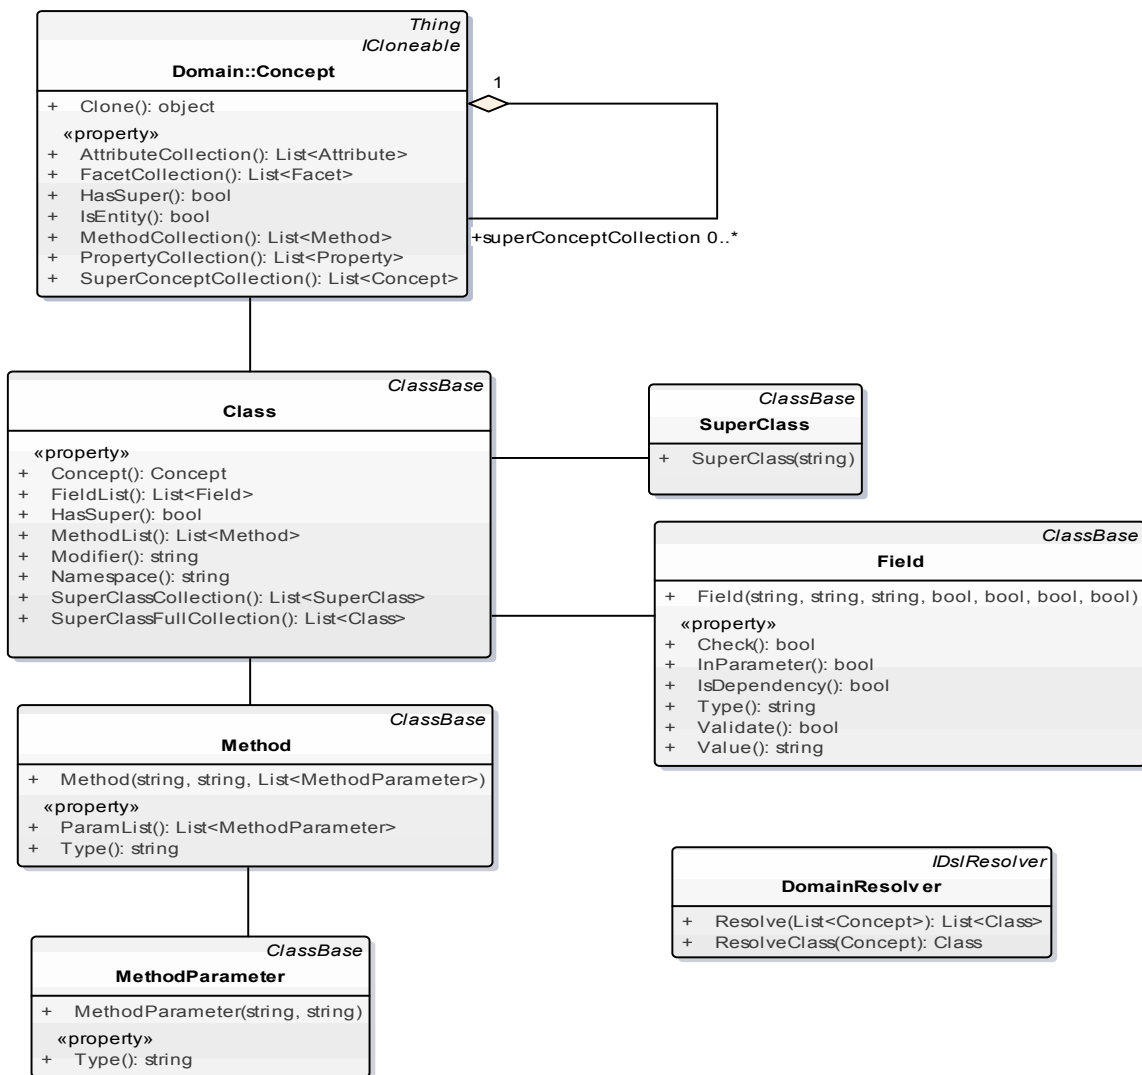 Thing
ICloneable
Domain::Concept
+ Clone(): object
«property»
+ AttributeCollection(): List<Attribute>
+ FacetCollection(): List<Facet>
+ HasSuper(): bool
+ IsEntity(): bool
+ MethodCollection(): List<Method>
+ PropertyCollection(): List<Property>
+ SuperConceptCollection(): List<Concept>
1
+superConceptCollection 0..*
ClassBase
Class
«property»
+ Concept(): Concept
+ FieldList(): List<Field>
+ HasSuper(): bool
+ MethodList(): List<Method>
+ Modifier(): string
+ Namespace(): string
+ SuperClassCollection(): List<SuperClass>
+ SuperClassFullCollection(): List<Class>
ClassBase
SuperClass
+ SuperClass(string)
ClassBase
Field
+ Field(string, string, string, bool, bool, bool, bool)
«property»
+ Check(): bool
+ InParameter(): bool
+ IsDependency(): bool
+ Type(): string
+ Validate(): bool
+ Value(): string
ClassBase
Method
+ Method(string, string, List<MethodParameter>)
«property»
+ ParamList(): List<MethodParameter>
+ Type(): string
IDslResolver
DomainResolver
+ Resolve(List<Concept>): List<Class>
+ ResolveClass(Concept): Class
ClassBase
MethodParameter
+ MethodParameter(string, string)
«property»
+ Type(): string